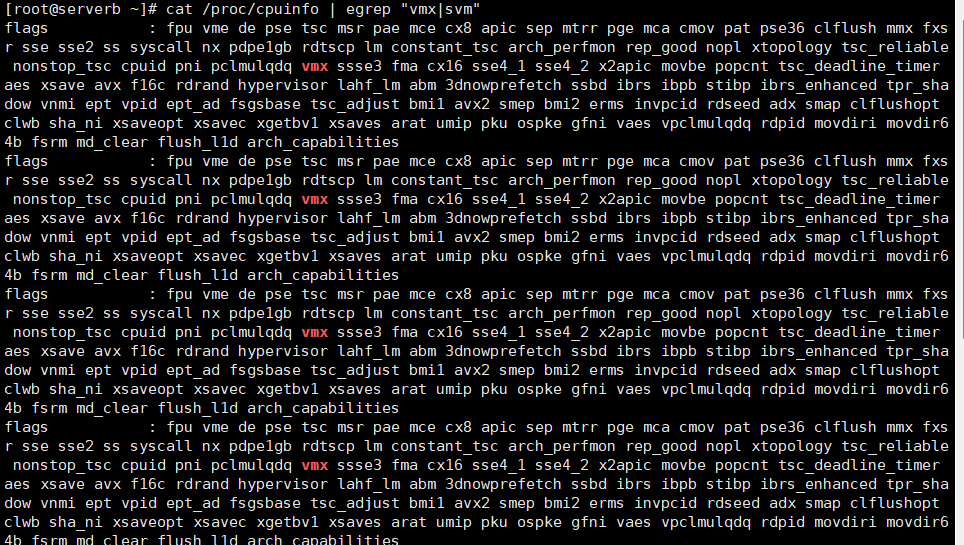 [root@serverb ~]# cat /proc/cpuinfo | egrep "vmx|svm"
flags           : fpu vme de pse tsc msr pae mce cx8 apic sep mtrr pge mca cmov pat pse36 clflush mmx fxs
r sse sse2 ss syscall nx pdpe1gb rdtscp lm constant_tsc arch_perfmon rep_good nopl xtopology tsc_reliable
 nonstop_tsc cpuid pni pclmulqdq vmx ssse3 fma cx16 sse4_1 sse4_2 x2apic movbe popcnt tsc_deadline_timer
aes xsave avx f16c rdrand hypervisor lahf_lm abm 3dnowprefetch ssbd ibrs ibpb stibp ibrs_enhanced tpr_sha
dow vnmi ept vpid ept_ad fsgsbase tsc_adjust bmi1 avx2 smep bmi2 erms invpcid rdseed adx smap clflushopt
clwb sha_ni xsaveopt xsavec xgetbv1 xsaves arat umip pku ospke gfni vaes vpclmulqdq rdpid movdiri movdir6
4b fsrm md_clear flush_l1d arch_capabilities
flags           : fpu vme de pse tsc msr pae mce cx8 apic sep mtrr pge mca cmov pat pse36 clflush mmx fxs
r sse sse2 ss syscall nx pdpe1gb rdtscp lm constant_tsc arch_perfmon rep_good nopl xtopology tsc_reliable
 nonstop_tsc cpuid pni pclmulqdq vmx ssse3 fma cx16 sse4_1 sse4_2 x2apic movbe popcnt tsc_deadline_timer
aes xsave avx f16c rdrand hypervisor lahf_lm abm 3dnowprefetch ssbd ibrs ibpb stibp ibrs_enhanced tpr_sha
dow vnmi ept vpid ept_ad fsgsbase tsc_adjust bmi1 avx2 smep bmi2 erms invpcid rdseed adx smap clflushopt
clwb sha_ni xsaveopt xsavec xgetbv1 xsaves arat umip pku ospke gfni vaes vpclmulqdq rdpid movdiri movdir6
4b fsrm md_clear flush_l1d arch_capabilities
flags           : fpu vme de pse tsc msr pae mce cx8 apic sep mtrr pge mca cmov pat pse36 clflush mmx fxs
r sse sse2 ss syscall nx pdpe1gb rdtscp lm constant_tsc arch_perfmon rep_good nopl xtopology tsc_reliable
 nonstop_tsc cpuid pni pclmulqdq vmx ssse3 fma cx16 sse4_1 sse4_2 x2apic movbe popcnt tsc_deadline_timer
aes xsave avx f16c rdrand hypervisor lahf_lm abm 3dnowprefetch ssbd ibrs ibpb stibp ibrs_enhanced tpr_sha
dow vnmi ept vpid ept_ad fsgsbase tsc_adjust bmi1 avx2 smep bmi2 erms invpcid rdseed adx smap clflushopt
clwb sha_ni xsaveopt xsavec xgetbv1 xsaves arat umip pku ospke gfni vaes vpclmulqdq rdpid movdiri movdir6
4b fsrm md_clear flush_l1d arch_capabilities
flags           : fpu vme de pse tsc msr pae mce cx8 apic sep mtrr pge mca cmov pat pse36 clflush mmx fxs
r sse sse2 ss syscall nx pdpe1gb rdtscp lm constant_tsc arch_perfmon rep_good nopl xtopology tsc_reliable
 nonstop_tsc cpuid pni pclmulqdq vmx ssse3 fma cx16 sse4_1 sse4_2 x2apic movbe popcnt tsc_deadline_timer
aes xsave avx f16c rdrand hypervisor lahf_lm abm 3dnowprefetch ssbd ibrs ibpb stibp ibrs_enhanced tpr_sha
dow vnmi ept vpid ept_ad fsgsbase tsc_adjust bmi1 avx2 smep bmi2 erms invpcid rdseed adx smap clflushopt
clwb sha_ni xsaveopt xsavec xgetbv1 xsaves arat umip pku ospke gfni vaes vpclmulqdq rdpid movdiri movdir6
4b fsrm md_clear flush_l1d arch_capabilities